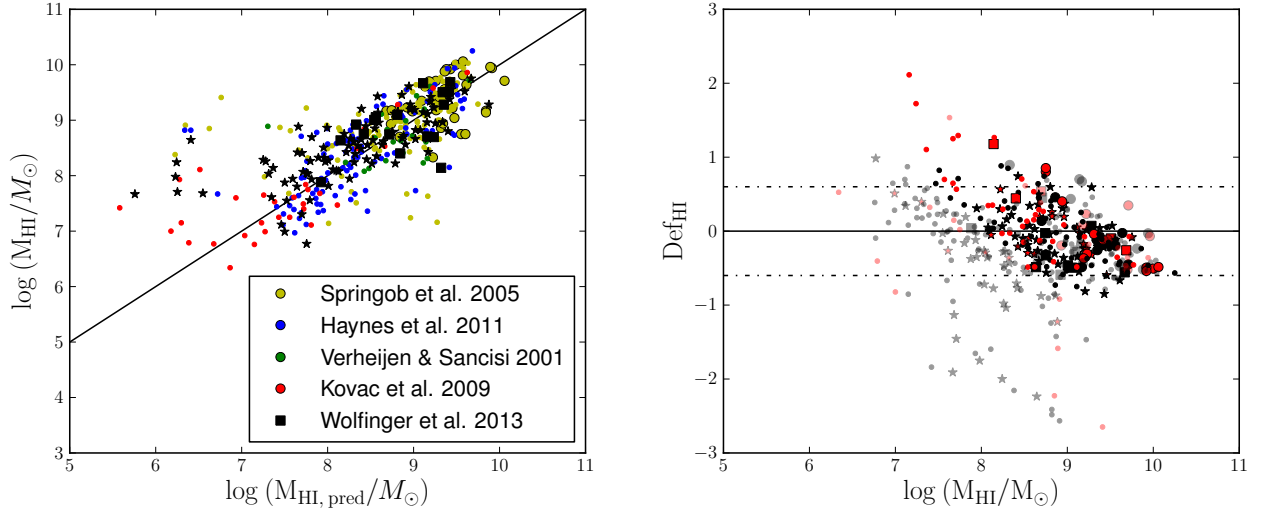 11
10
9
8
7
6
5
4
3
5 6 7 8 9 10 11
log (M_HI/M_⊙)
log (M_HI, pred/M_⊙)
Springob et al. 2005
Haynes et al. 2011
Verheijen & Sancisi 2001
Kovac et al. 2009
Wolfinger et al. 2013
3
2
1
0
−1
−2
−3
5 6 7 8 9 10 11
Def_HI
log (M_HI/M_⊙)